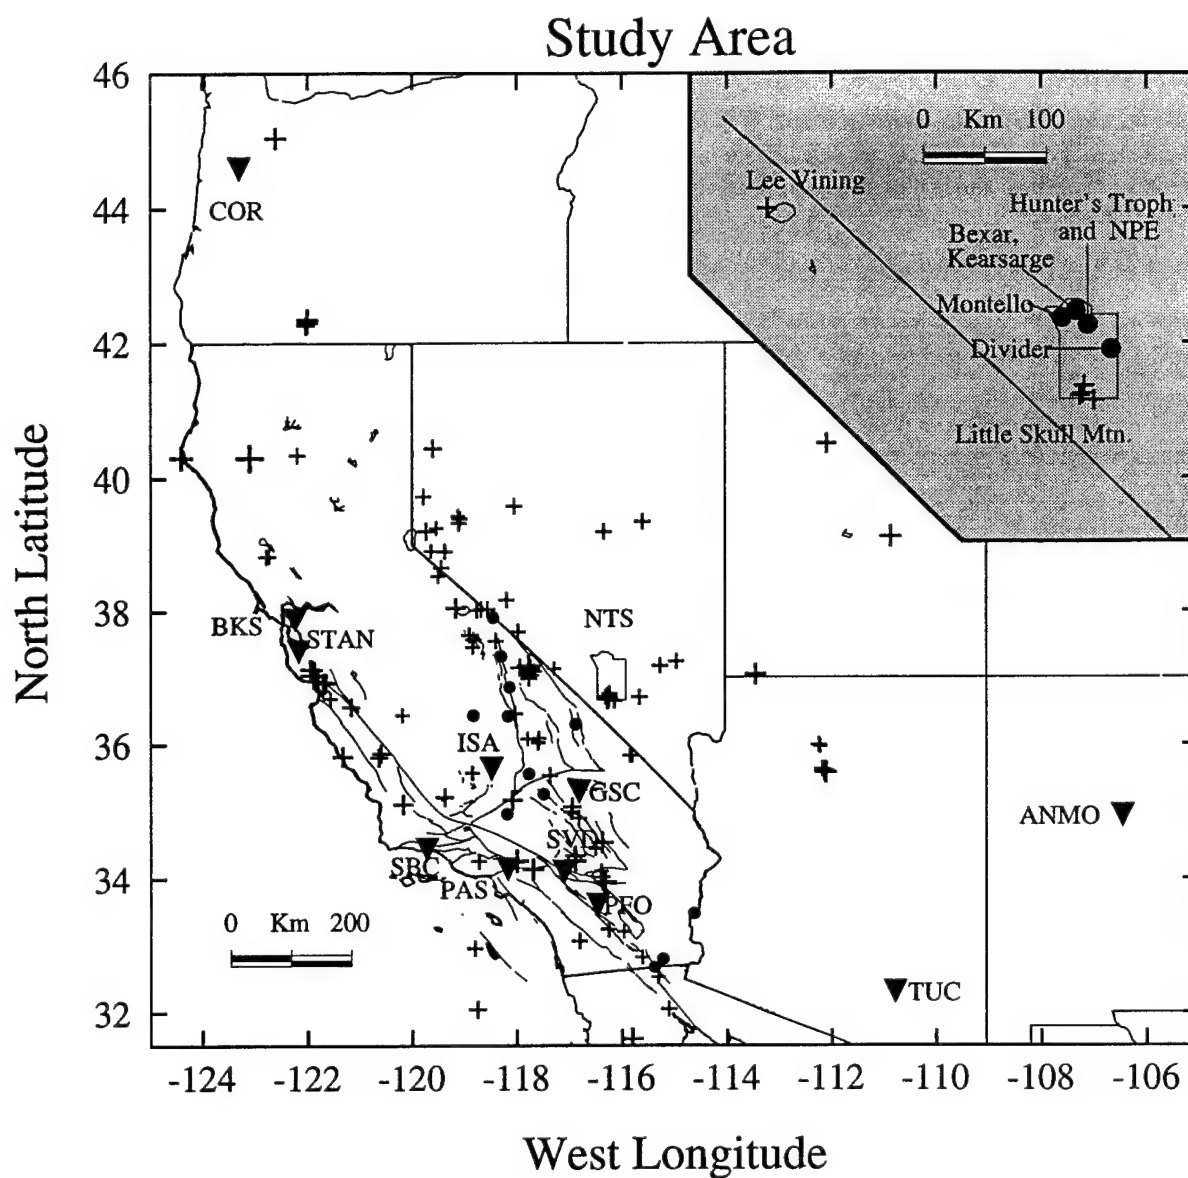 Study Area
46
44
42
40
38
36
34
32
North Latitude
-124 -122 -120 -118 -116 -114 -112 -110 -108 -106
West Longitude
0 Km 100
Lee Vining
Hunter's Troph
and NPE
Bexar,
Kearsarge
Montello
Divider
Little Skull Mtn.
COR
BKS
STAN
NTS
ISA
GSC
SVD
SBC
PAS
PFO
ANMO
TUC
0 Km 200